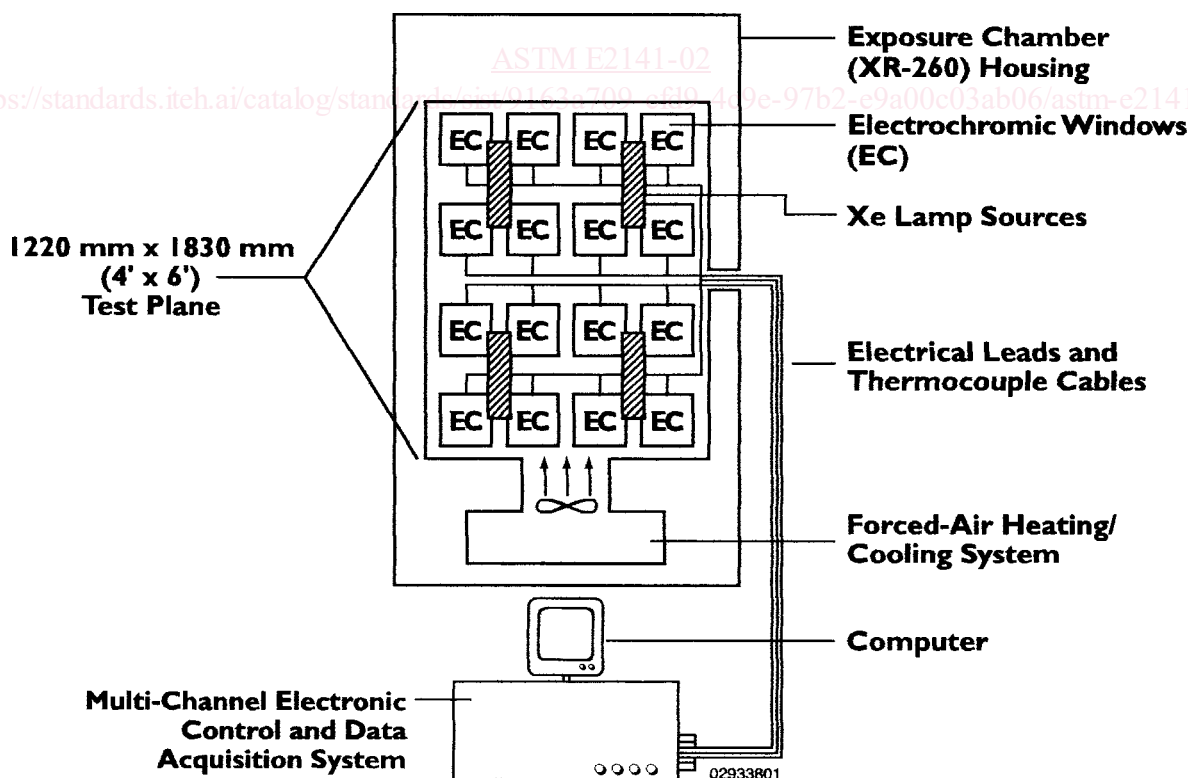 Exposure Chamber
(XR-260) Housing
ASTM E2141-02
ps://standards.iteh.ai/catalog/standards/sist/9163a709-efd9-4c9e-97b2-e9a00c03ab06/astm-e2141
Electrochromic Windows
(EC)
EC EC EC EC
Xe Lamp Sources
EC EC EC EC
1220 mm x 1830 mm
(4' x 6')
Test Plane
EC EC EC EC
Electrical Leads and
Thermocouple Cables
EC EC EC EC
Forced-Air Heating/
Cooling System
Computer
Multi-Channel Electronic
Control and Data
Acquisition System
02933801